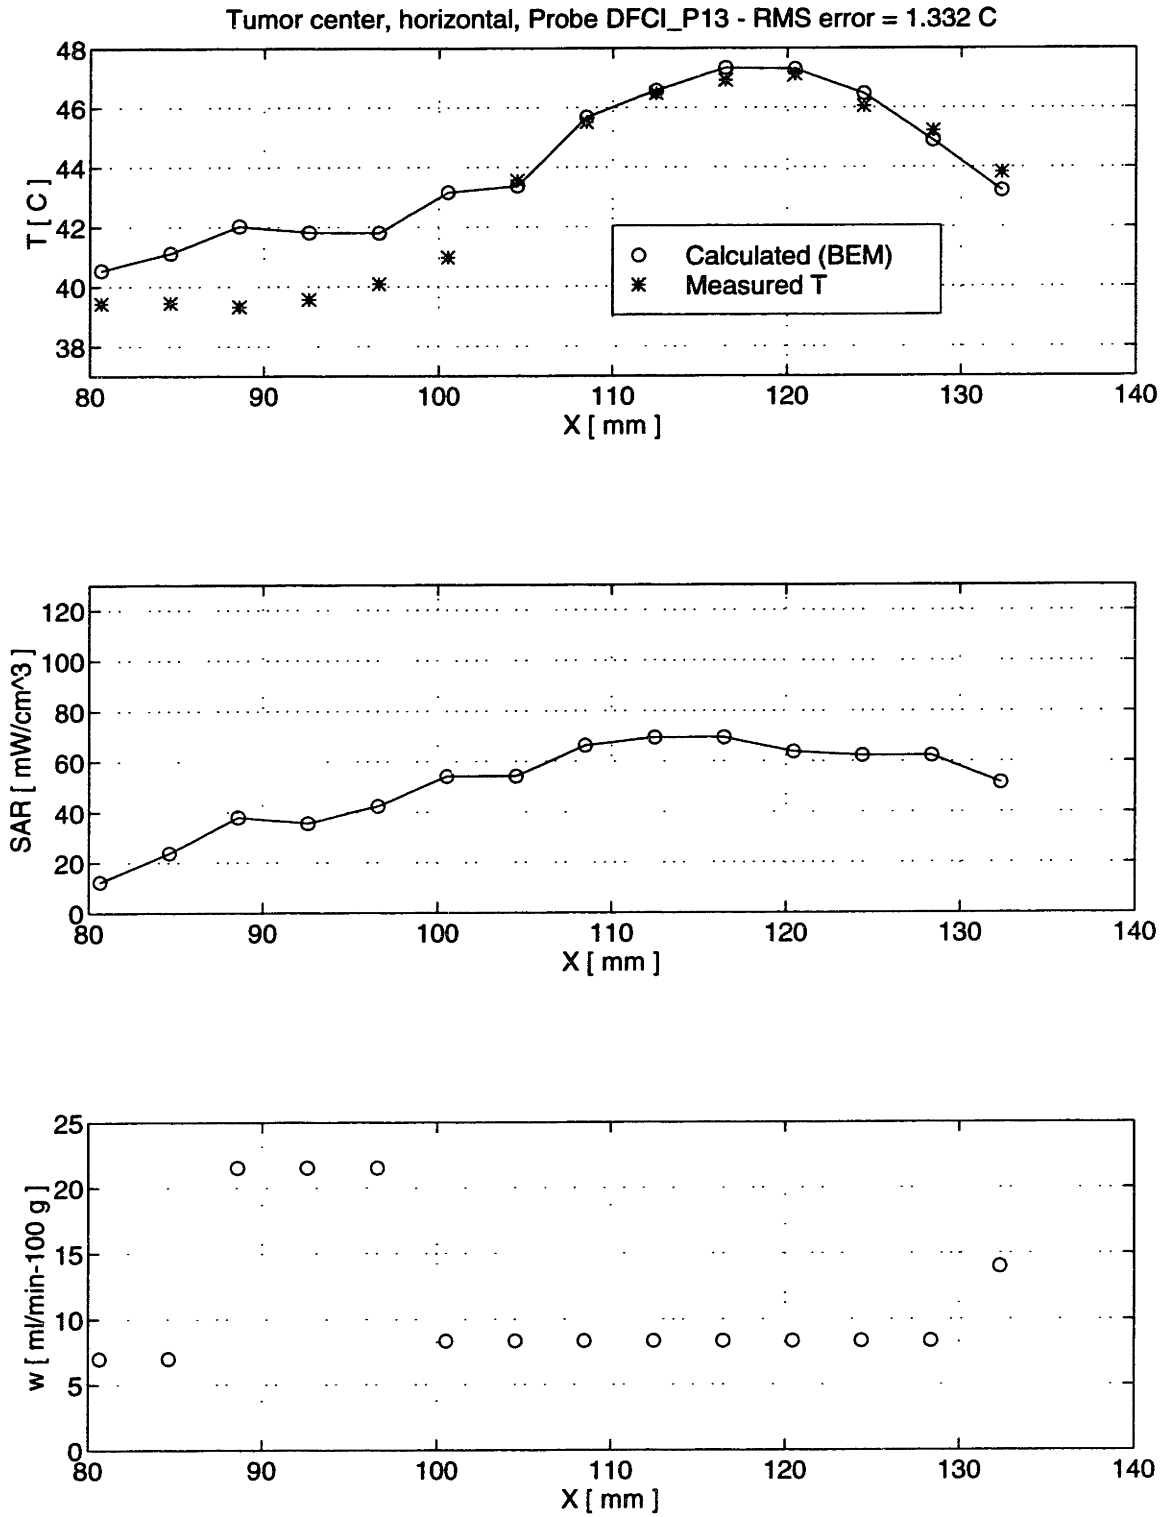 Tumor center, horizontal, Probe DFCI_P13 - RMS error = 1.332 C
48
46
44
42
40
38
T [ C ]
Calculated (BEM)
Measured T
80 90 100 110 120 130 140
X [ mm ]
120
100
80
60
40
20
0
SAR [ mW/cm^3 ]
80 90 100 110 120 130 140
X [ mm ]
25
20
15
10
5
0
w [ ml/min-100 g ]
80 90 100 110 120 130 140
X [ mm ]